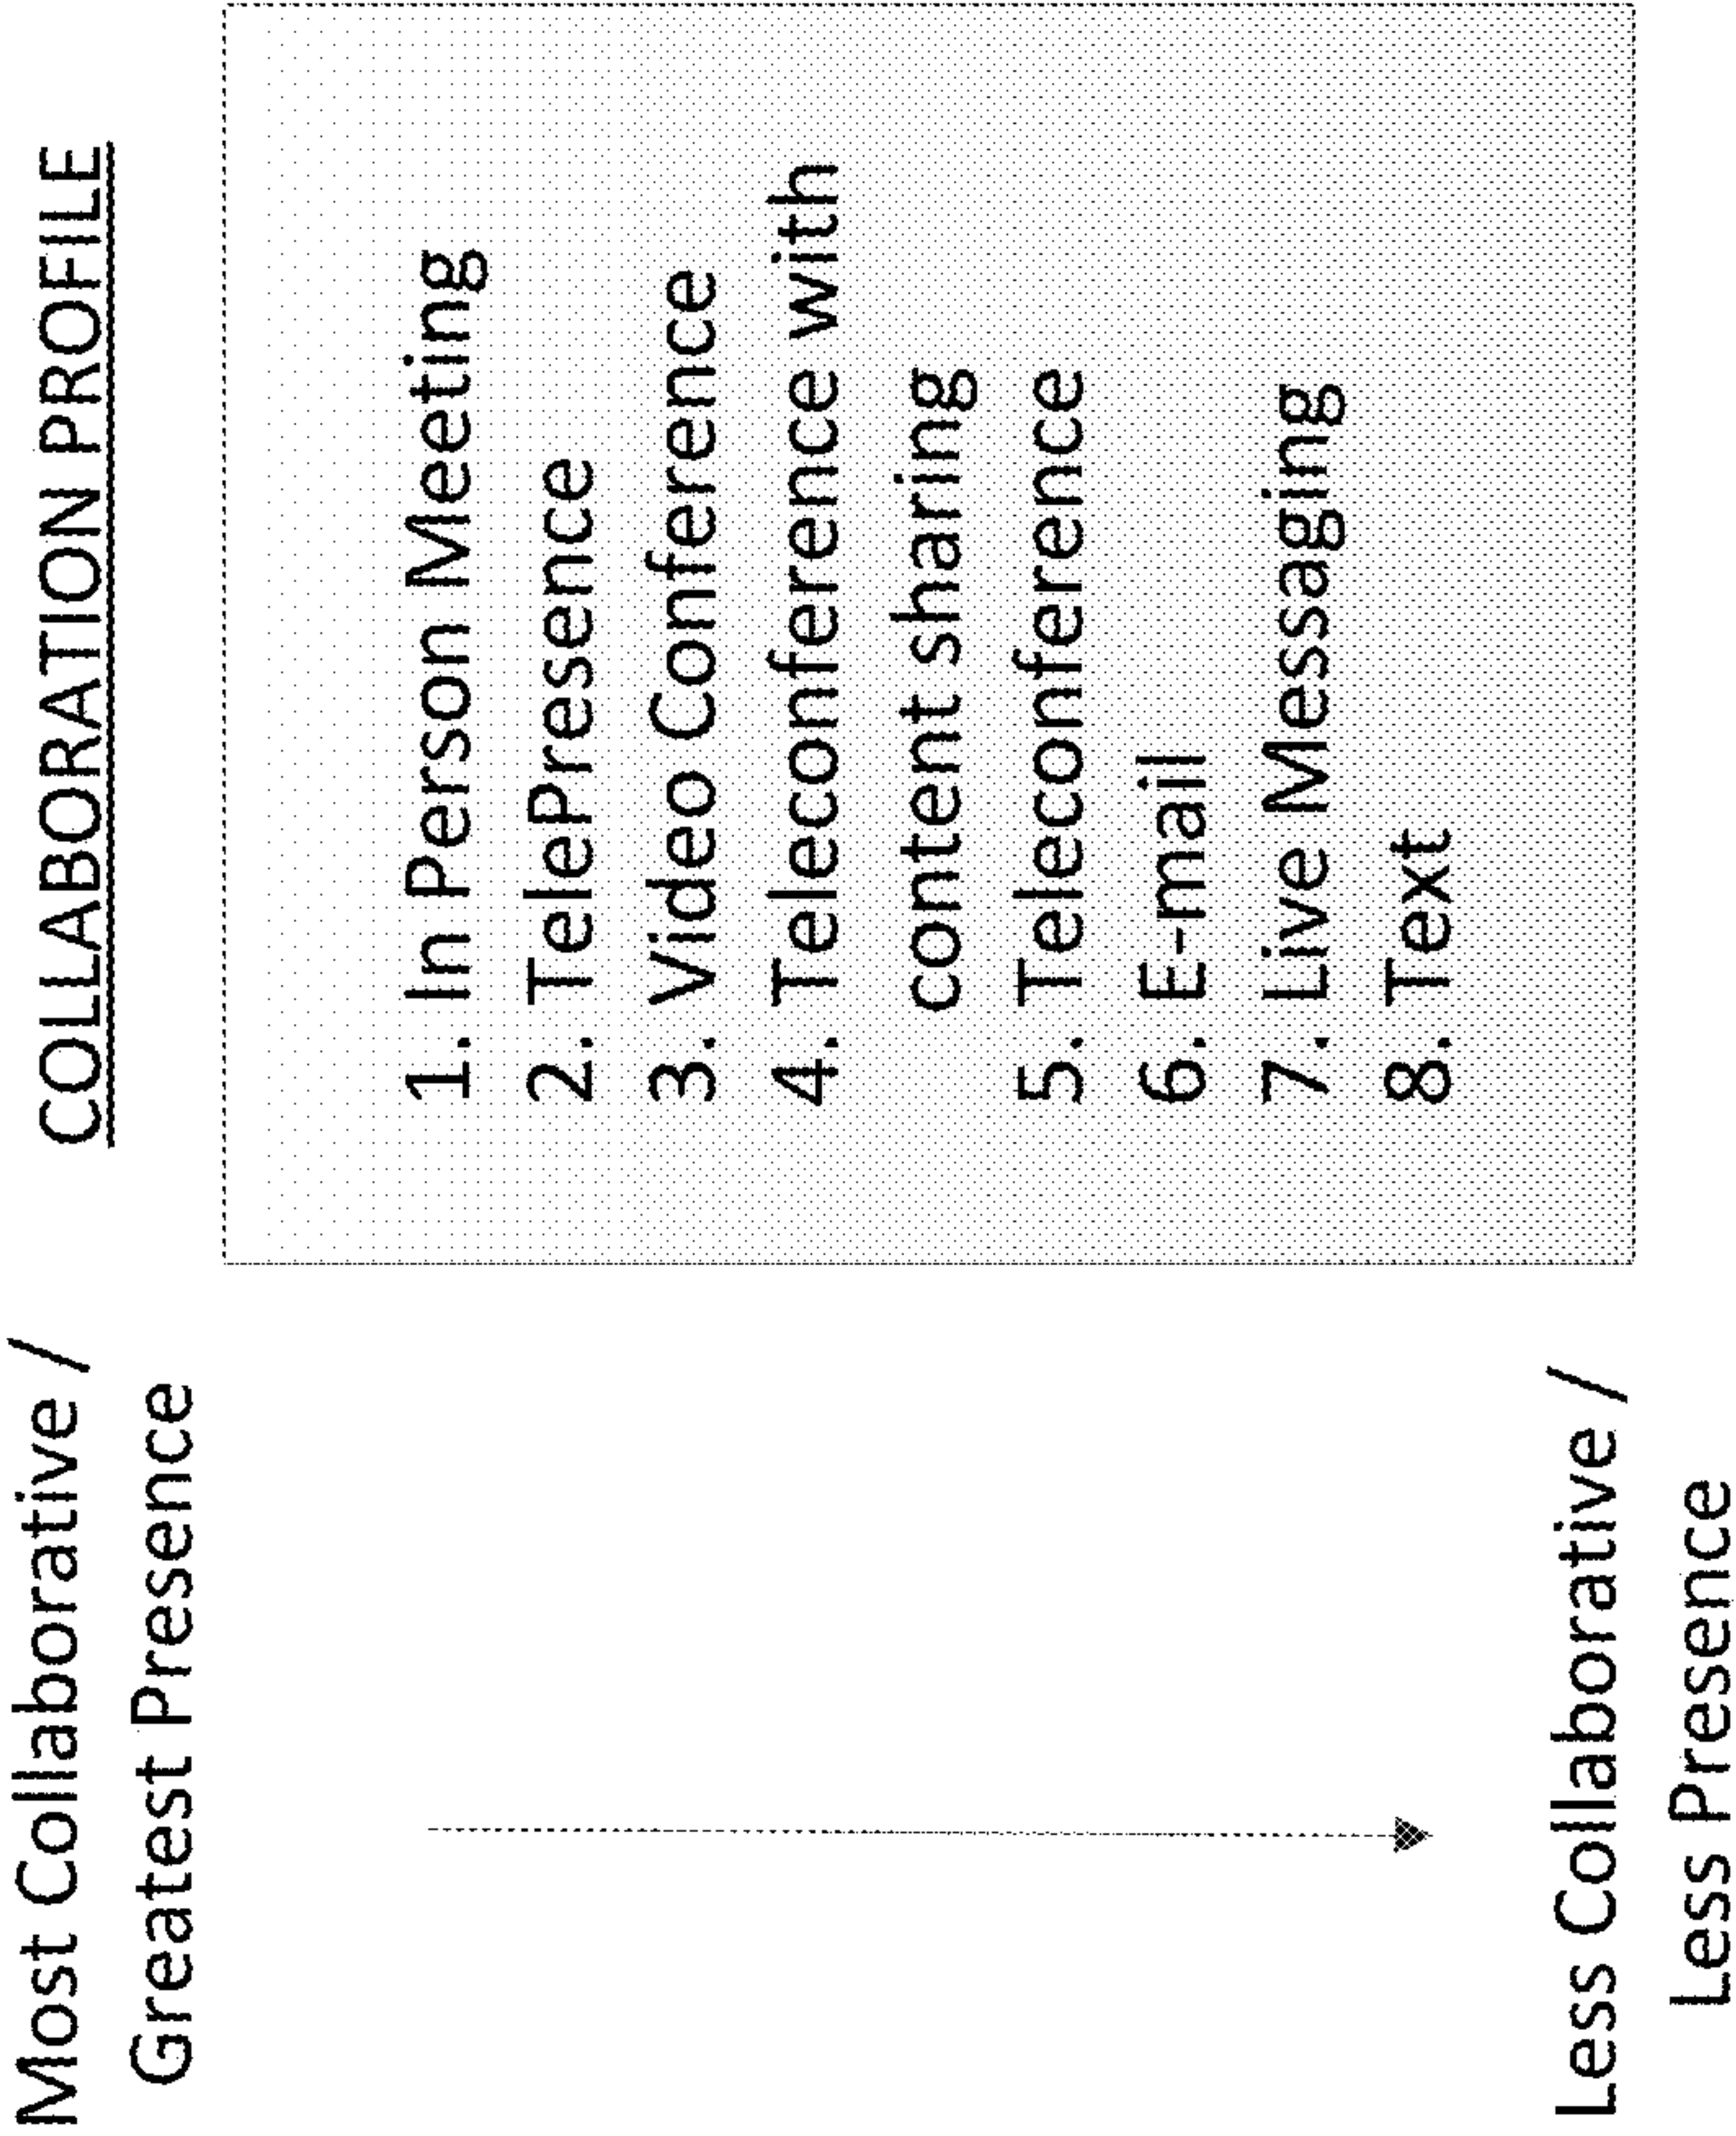 COLLABORATION PROFILE
Most Collaborative /
Greatest Presence
1. In Person Meeting
2. TelePresence
3. Video Conference
4. Teleconference with
content sharing
5. Teleconference
6. E-mail
7. Live Messaging
8. Text
Less Collaborative /
Less Presence